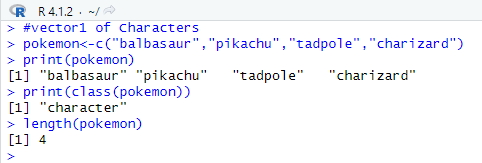 R R 4.1.2 · ~/
> #vector1 of Characters
> pokemon<-c("balbasaur","pikachu","tadpole","charizard")
> print(pokemon)
[1] "balbasaur" "pikachu"   "tadpole"   "charizard"
> print(class(pokemon))
[1] "character"
> length(pokemon)
[1] 4
>